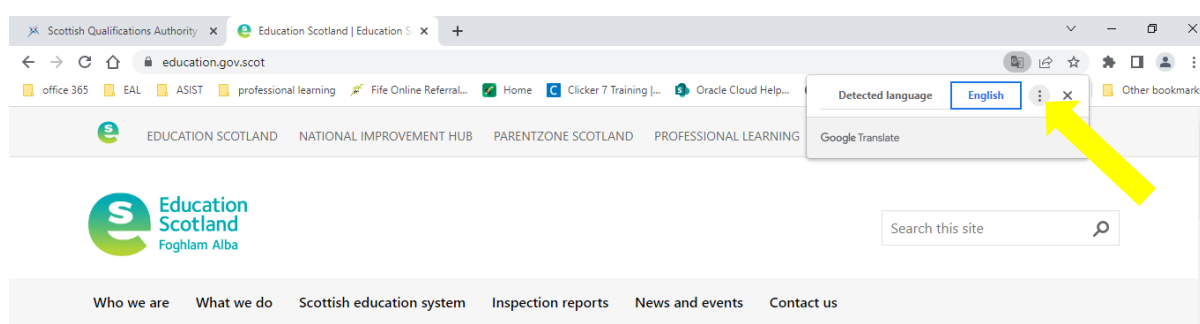 Scottish Qualifications Authority
Education Scotland | Education S
education.gov.scot
office 365 EAL ASIST professional learning Fife Online Referral... Home Clicker 7 Training |... Oracle Cloud Help... Other bookmark
Detected language English
Google Translate
EDUCATION SCOTLAND NATIONAL IMPROVEMENT HUB PARENTZONE SCOTLAND PROFESSIONAL LEARNING
Education
Scotland
Foghlam Alba
Search this site
Who we are What we do Scottish education system Inspection reports News and events Contact us